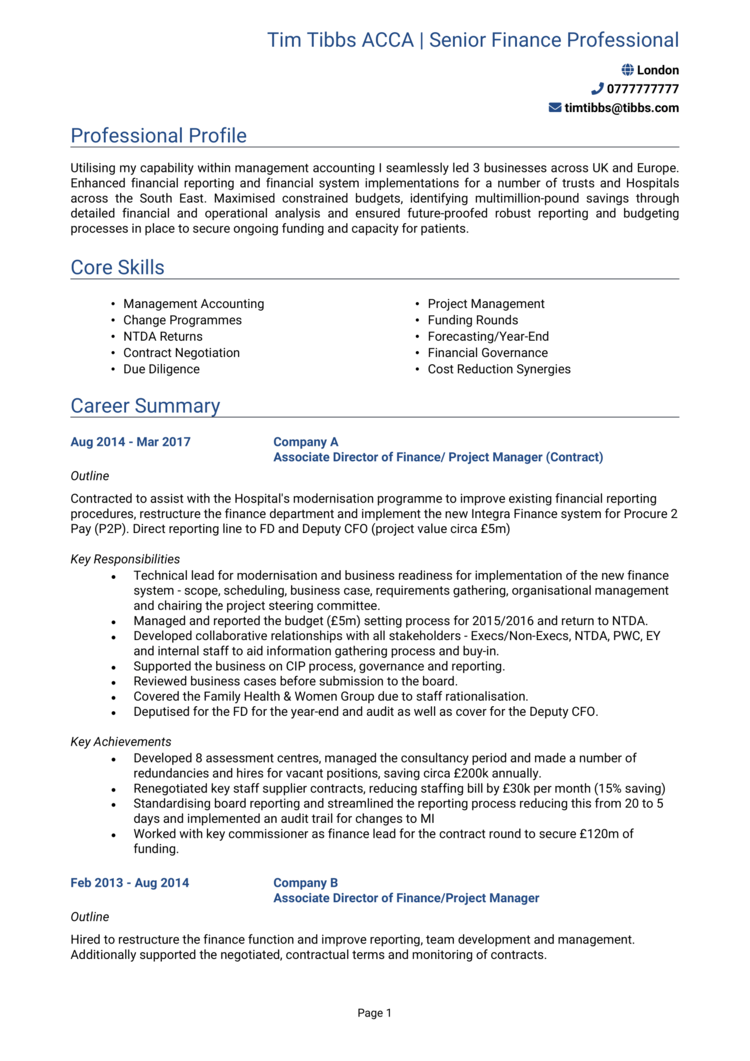 Tim Tibbs ACCA | Senior Finance Professional
London
0777777777
timtibbs@tibbs.com
Professional Profile
Utilising my capability within management accounting I seamlessly led 3 businesses across UK and Europe.
Enhanced financial reporting and financial system implementations for a number of trusts and Hospitals
across the South East. Maximised constrained budgets, identifying multimillion-pound savings through
detailed financial and operational analysis and ensured future-proofed robust reporting and budgeting
processes in place to secure ongoing funding and capacity for patients.
Core Skills
• Management Accounting
• Change Programmes
• NTDA Returns
• Contract Negotiation
• Due Diligence
• Project Management
• Funding Rounds
• Forecasting/Year-End
• Financial Governance
• Cost Reduction Synergies
Career Summary
Aug 2014 - Mar 2017 Company A
Associate Director of Finance/ Project Manager (Contract)
Outline
Contracted to assist with the Hospital's modernisation programme to improve existing financial reporting
procedures, restructure the finance department and implement the new Integra Finance system for Procure 2
Pay (P2P). Direct reporting line to FD and Deputy CFO (project value circa £5m)
Key Responsibilities
• Technical lead for modernisation and business readiness for implementation of the new finance
system - scope, scheduling, business case, requirements gathering, organisational management
and chairing the project steering committee.
• Managed and reported the budget (£5m) setting process for 2015/2016 and return to NTDA.
• Developed collaborative relationships with all stakeholders - Execs/Non-Execs, NTDA, PWC, EY
and internal staff to aid information gathering process and buy-in.
• Supported the business on CIP process, governance and reporting.
• Reviewed business cases before submission to the board.
• Covered the Family Health & Women Group due to staff rationalisation.
• Deputised for the FD for the year-end and audit as well as cover for the Deputy CFO.
Key Achievements
• Developed 8 assessment centres, managed the consultancy period and made a number of
redundancies and hires for vacant positions, saving circa £200k annually.
• Renegotiated key staff supplier contracts, reducing staffing bill by £30k per month (15% saving)
• Standardising board reporting and streamlined the reporting process reducing this from 20 to 5
days and implemented an audit trail for changes to MI
• Worked with key commissioner as finance lead for the contract round to secure £120m of
funding.
Feb 2013 - Aug 2014 Company B
Associate Director of Finance/Project Manager
Outline
Hired to restructure the finance function and improve reporting, team development and management.
Additionally supported the negotiated, contractual terms and monitoring of contracts.
Page 1